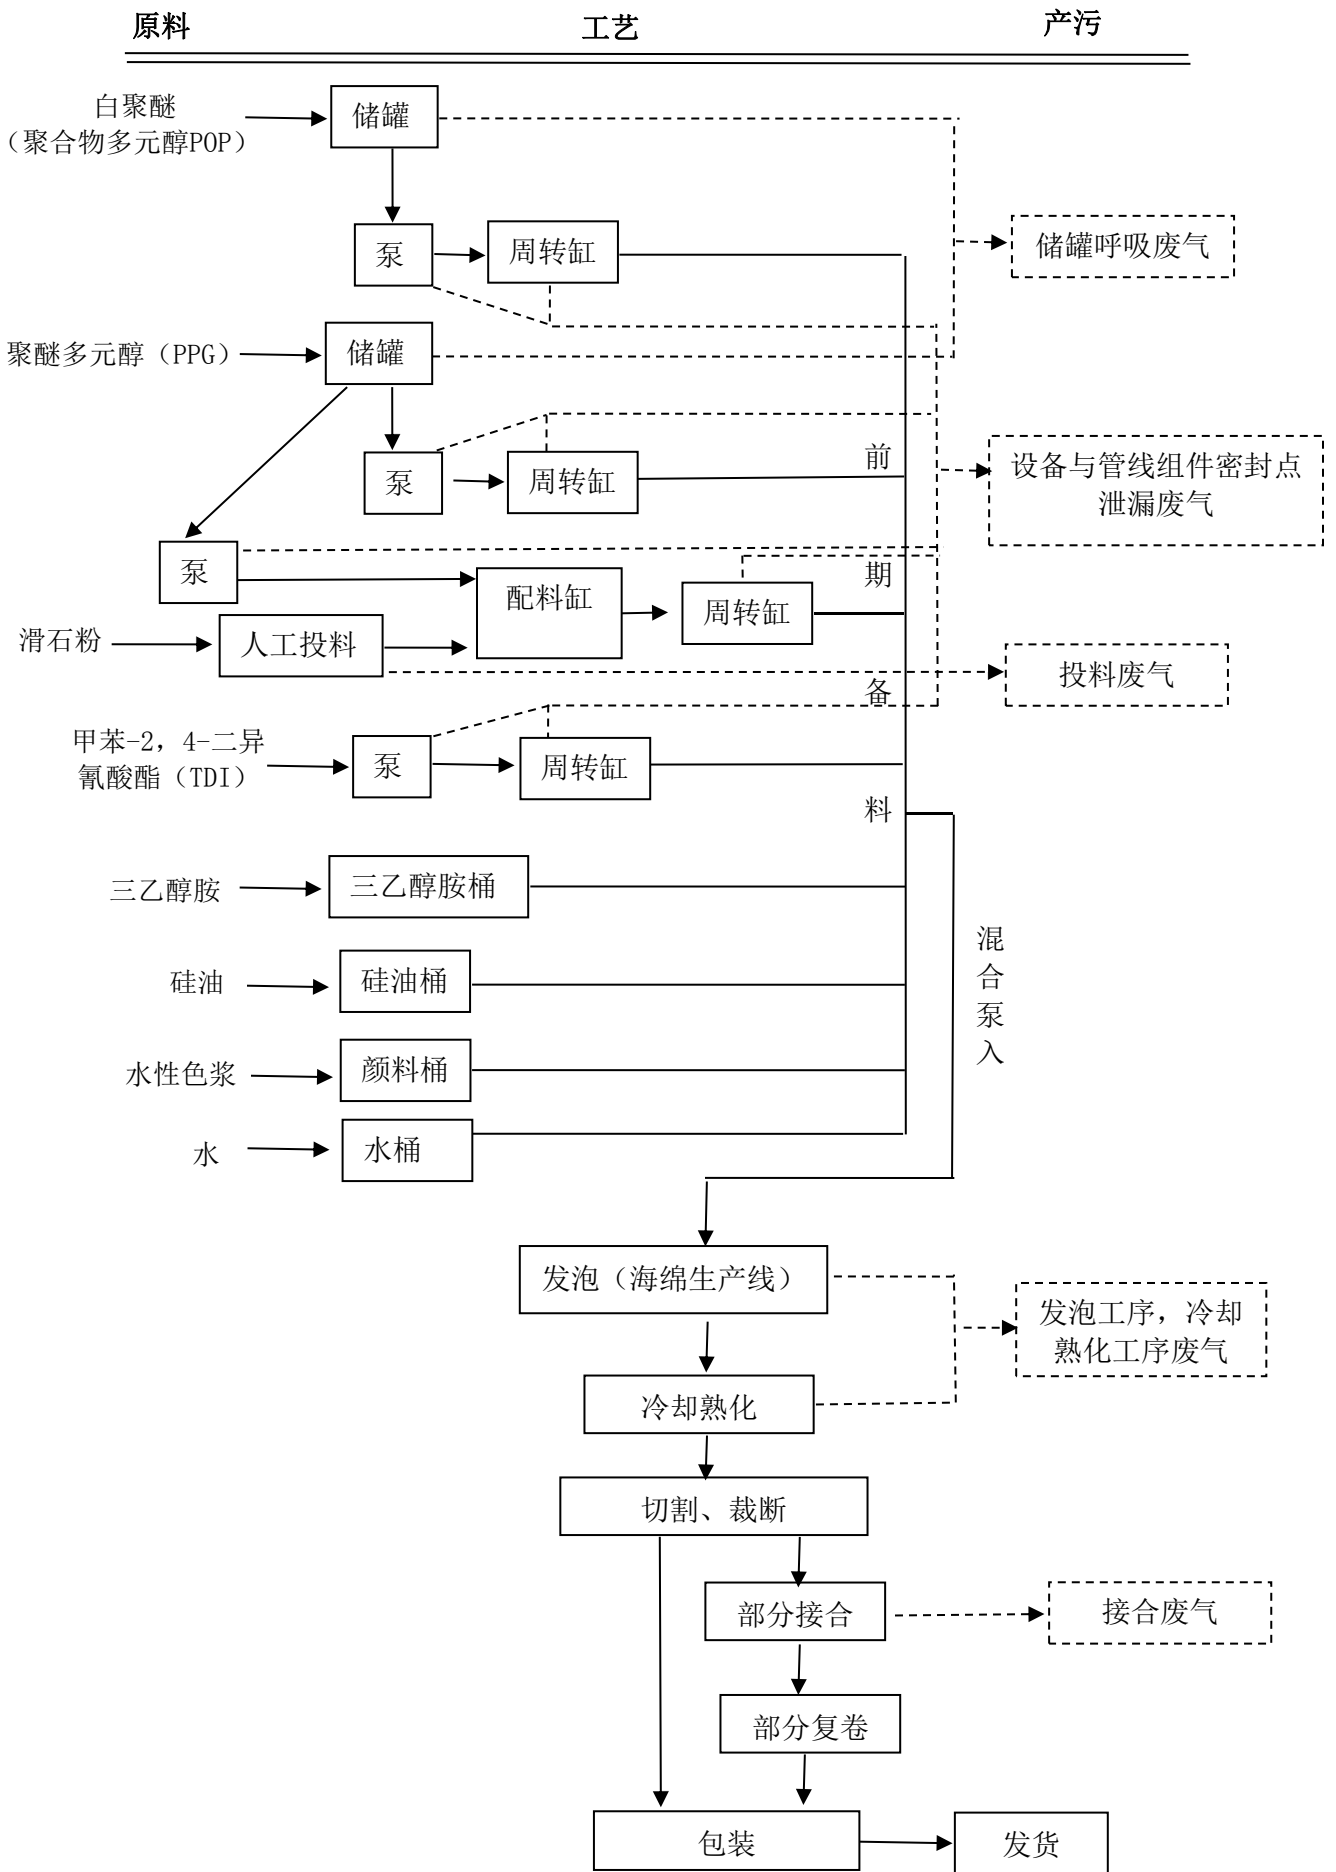 原料
工艺
产污
白聚醚
（聚合物多元醇POP）
储罐
泵
周转缸
储罐呼吸废气
聚醚多元醇（PPG）
储罐
泵
周转缸
前
设备与管线组件密封点
泄漏废气
泵
配料缸
周转缸
期
滑石粉
人工投料
投料废气
备
甲苯-2，4-二异
氰酸酯（TDI）
泵
周转缸
料
三乙醇胺
三乙醇胺桶
混
合
泵
入
硅油
硅油桶
水性色浆
颜料桶
水
水桶
发泡（海绵生产线）
发泡工序，冷却
熟化工序废气
冷却熟化
切割、裁断
部分接合
接合废气
部分复卷
包装
发货